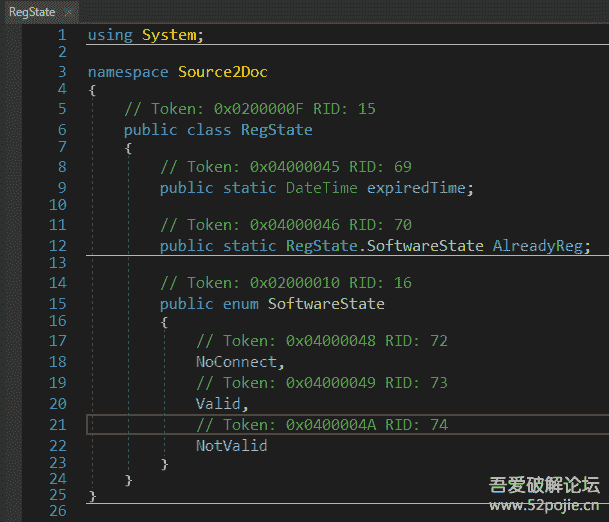 RegState ×
1 using System;
2
3 namespace Source2Doc
4 {
5 // Token: 0x0200000F RID: 15
6 public class RegState
7 {
8 // Token: 0x04000045 RID: 69
9 public static DateTime expiredTime;
10
11 // Token: 0x04000046 RID: 70
12 public static RegState.SoftwareState AlreadyReg;
13
14 // Token: 0x02000010 RID: 16
15 public enum SoftwareState
16 {
17 // Token: 0x04000048 RID: 72
18 NoConnect,
19 // Token: 0x04000049 RID: 73
20 Valid,
21 // Token: 0x0400004A RID: 74
22 NotValid
23 }
24 }
25 }
26
吾爱破解论坛
www.52pojie.cn